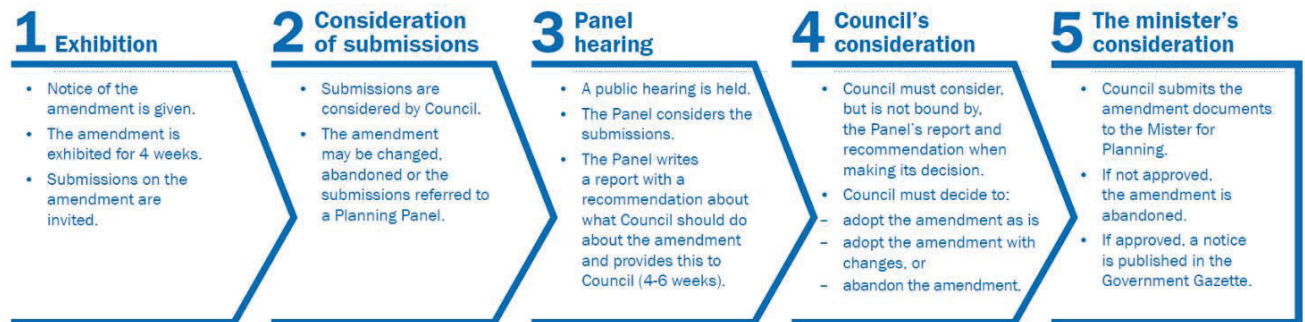 1 Exhibition
• Notice of the
amendment is given.
• The amendment is
exhibited for 4 weeks.
• Submissions on the
amendment are
invited.
2 Consideration
of submissions
• Submissions are
considered by Council.
• The amendment
may be changed,
abandoned or the
submissions referred to
a Planning Panel.
3 Panel
hearing
• A public hearing is held.
• The Panel considers the
submissions.
• The Panel writes
a report with a
recommendation about
what Council should do
about the amendment
and provides this to
Council (4-6 weeks).
4 Council's
consideration
• Council must consider,
but is not bound by,
the Panel's report and
recommendation when
making its decision.
• Council must decide to:
– adopt the amendment as is
– adopt the amendment with
changes, or
– abandon the amendment.
5 The minister's
consideration
• Council submits the
amendment documents
to the Mister for
Planning.
• If not approved,
the amendment is
abandoned.
• If approved, a notice
is published in the
Government Gazette.